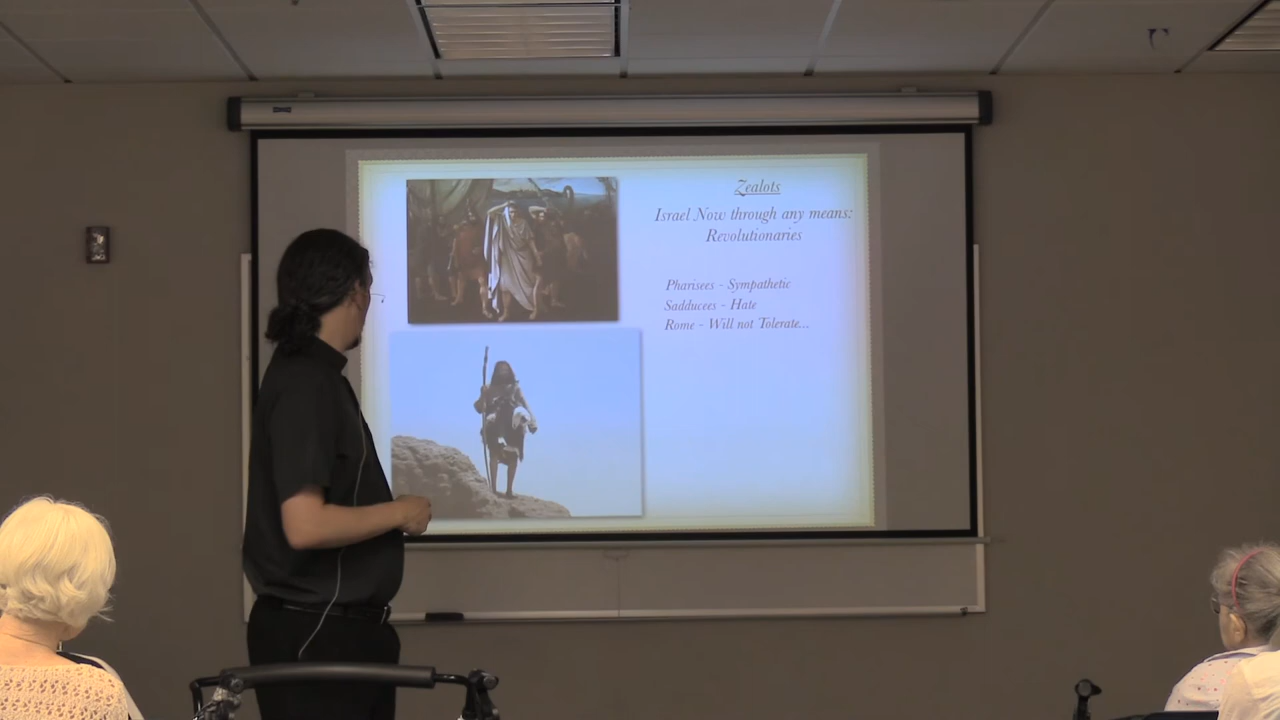 Zealots
Israel Now through any means:
Revolutionaries
Pharisees - Sympathetic
Sadducees - Hate
Rome - Will not Tolerate...